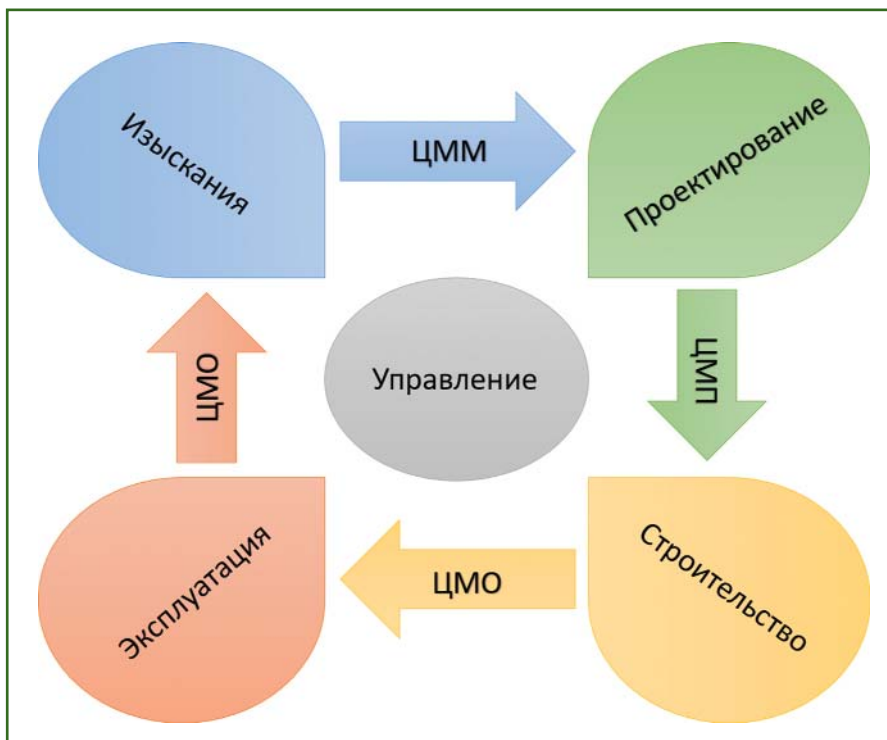 Изыскания
ЦММ
Проектирование
ЦМО
Управление
ЦМП
Эксплуатация
ЦМО
Строительство